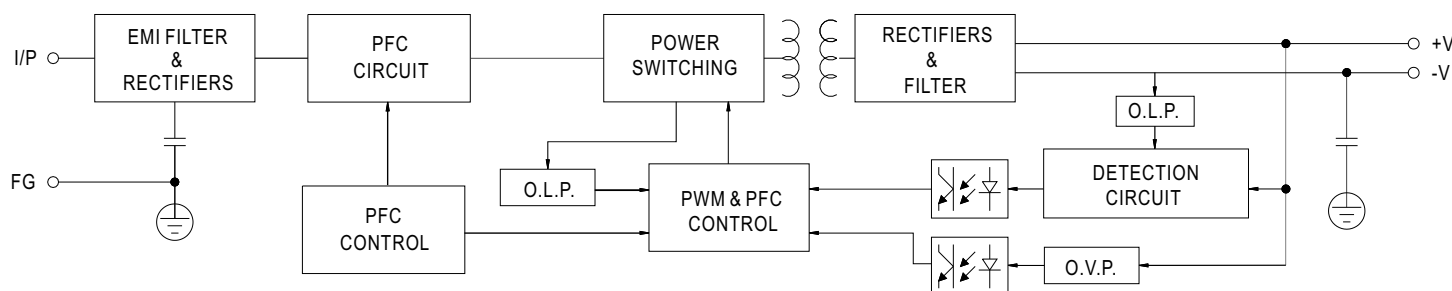 I/P
EMI FILTER
&
RECTIFIERS
PFC
CIRCUIT
POWER
SWITCHING
RECTIFIERS
&
FILTER
+V
-V
O.L.P.
FG
O.L.P.
PFC
CONTROL
PWM & PFC
CONTROL
DETECTION
CIRCUIT
O.V.P.